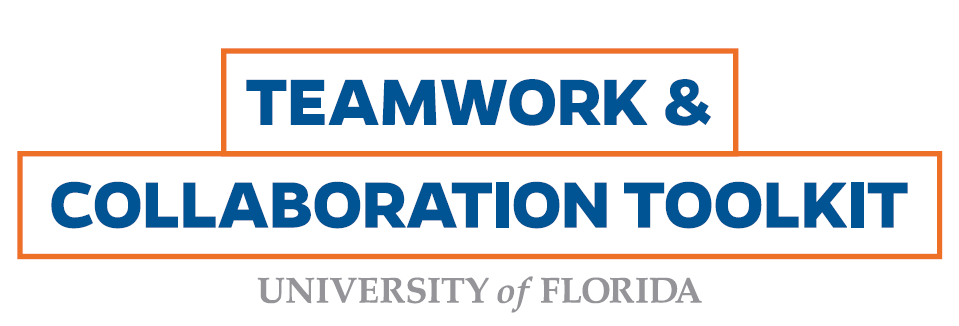 TEAMWORK &
COLLABORATION TOOLKIT
UNIVERSITY of FLORIDA